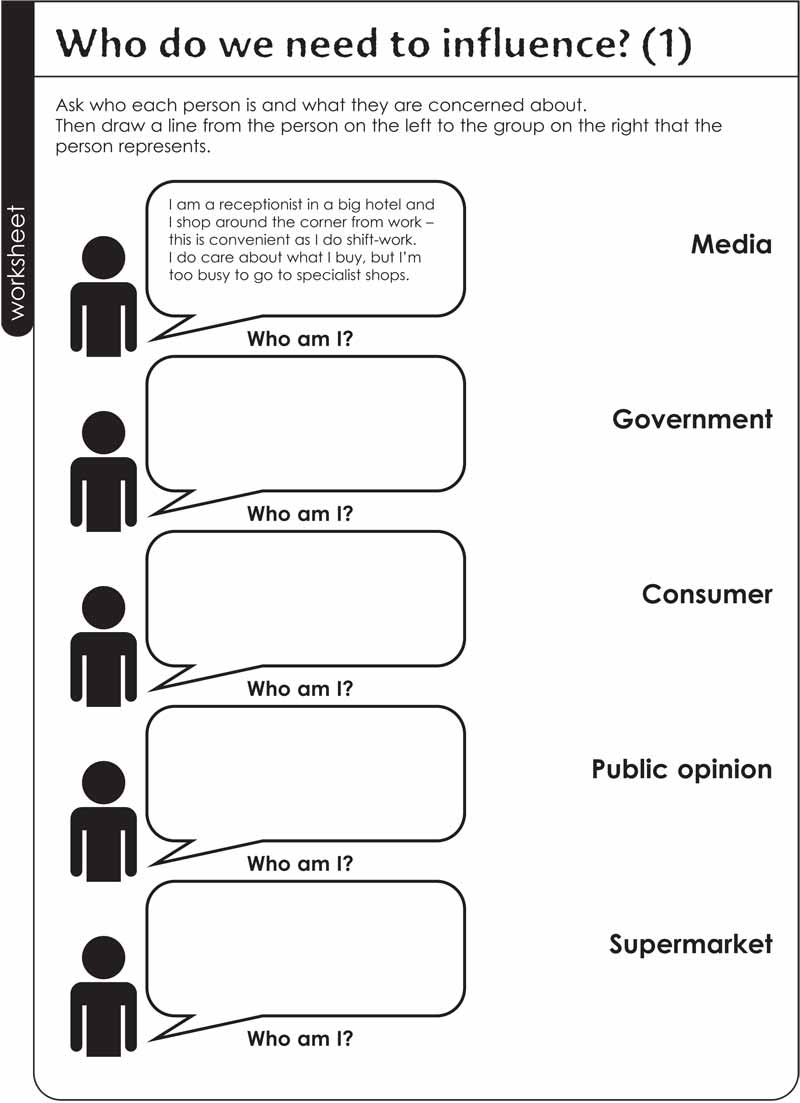 Who do we need to influence? (1)
Ask who each person is and what they are concerned about.
Then draw a line from the person on the left to the group on the right that the
person represents.
worksheet
I am a receptionist in a big hotel and
I shop around the corner from work –
this is convenient as I do shift-work.
I do care about what I buy, but I'm
too busy to go to specialist shops.
Media
Who am I?
Government
Who am I?
Consumer
Who am I?
Public opinion
Who am I?
Supermarket
Who am I?